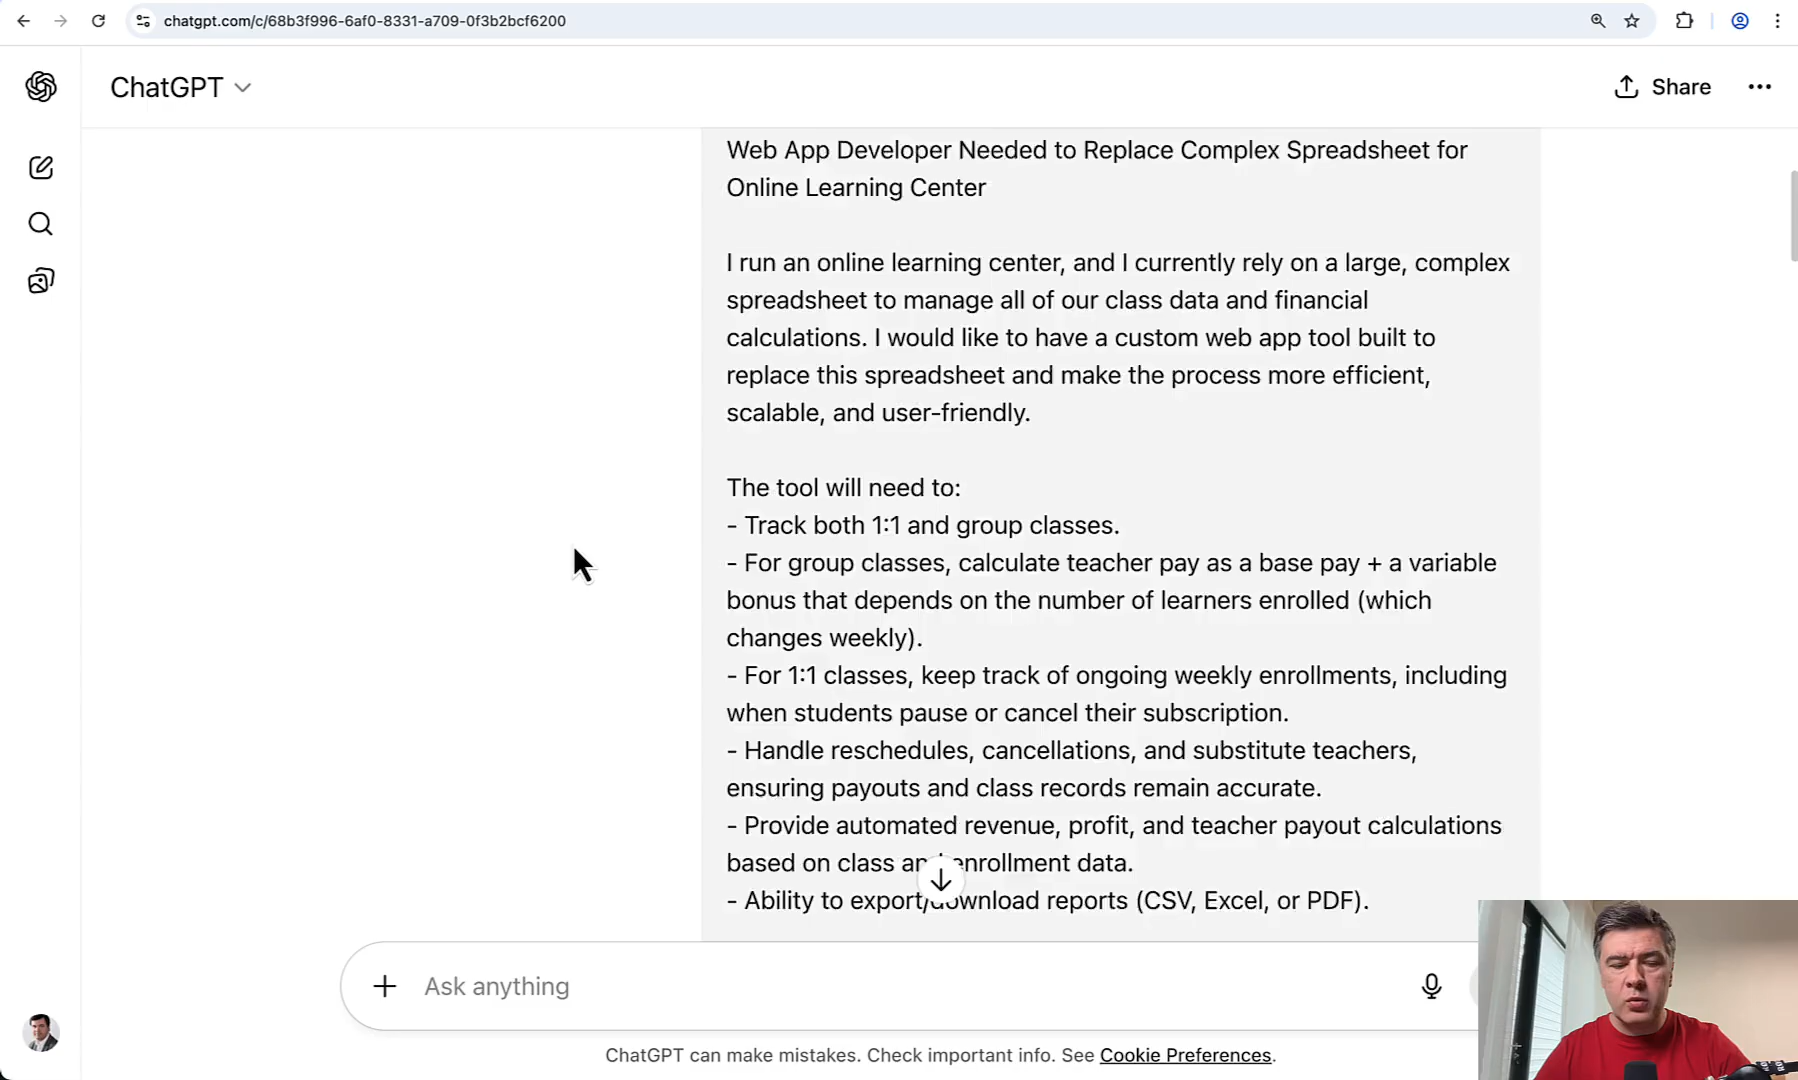 chatgpt.com/c/68b3f996-6af0-8331-a709-0f3b2bcf6200
ChatGPT
Share
Web App Developer Needed to Replace Complex Spreadsheet for
Online Learning Center
I run an online learning center, and I currently rely on a large, complex
spreadsheet to manage all of our class data and financial
calculations. I would like to have a custom web app tool built to
replace this spreadsheet and make the process more efficient,
scalable, and user-friendly.
The tool will need to:
- Track both 1:1 and group classes.
- For group classes, calculate teacher pay as a base pay + a variable
bonus that depends on the number of learners enrolled (which
changes weekly).
- For 1:1 classes, keep track of ongoing weekly enrollments, including
when students pause or cancel their subscription.
- Handle reschedules, cancellations, and substitute teachers,
ensuring payouts and class records remain accurate.
- Provide automated revenue, profit, and teacher payout calculations
based on class and enrollment data.
- Ability to export/download reports (CSV, Excel, or PDF).
Ask anything
ChatGPT can make mistakes. Check important info. See Cookie Preferences.